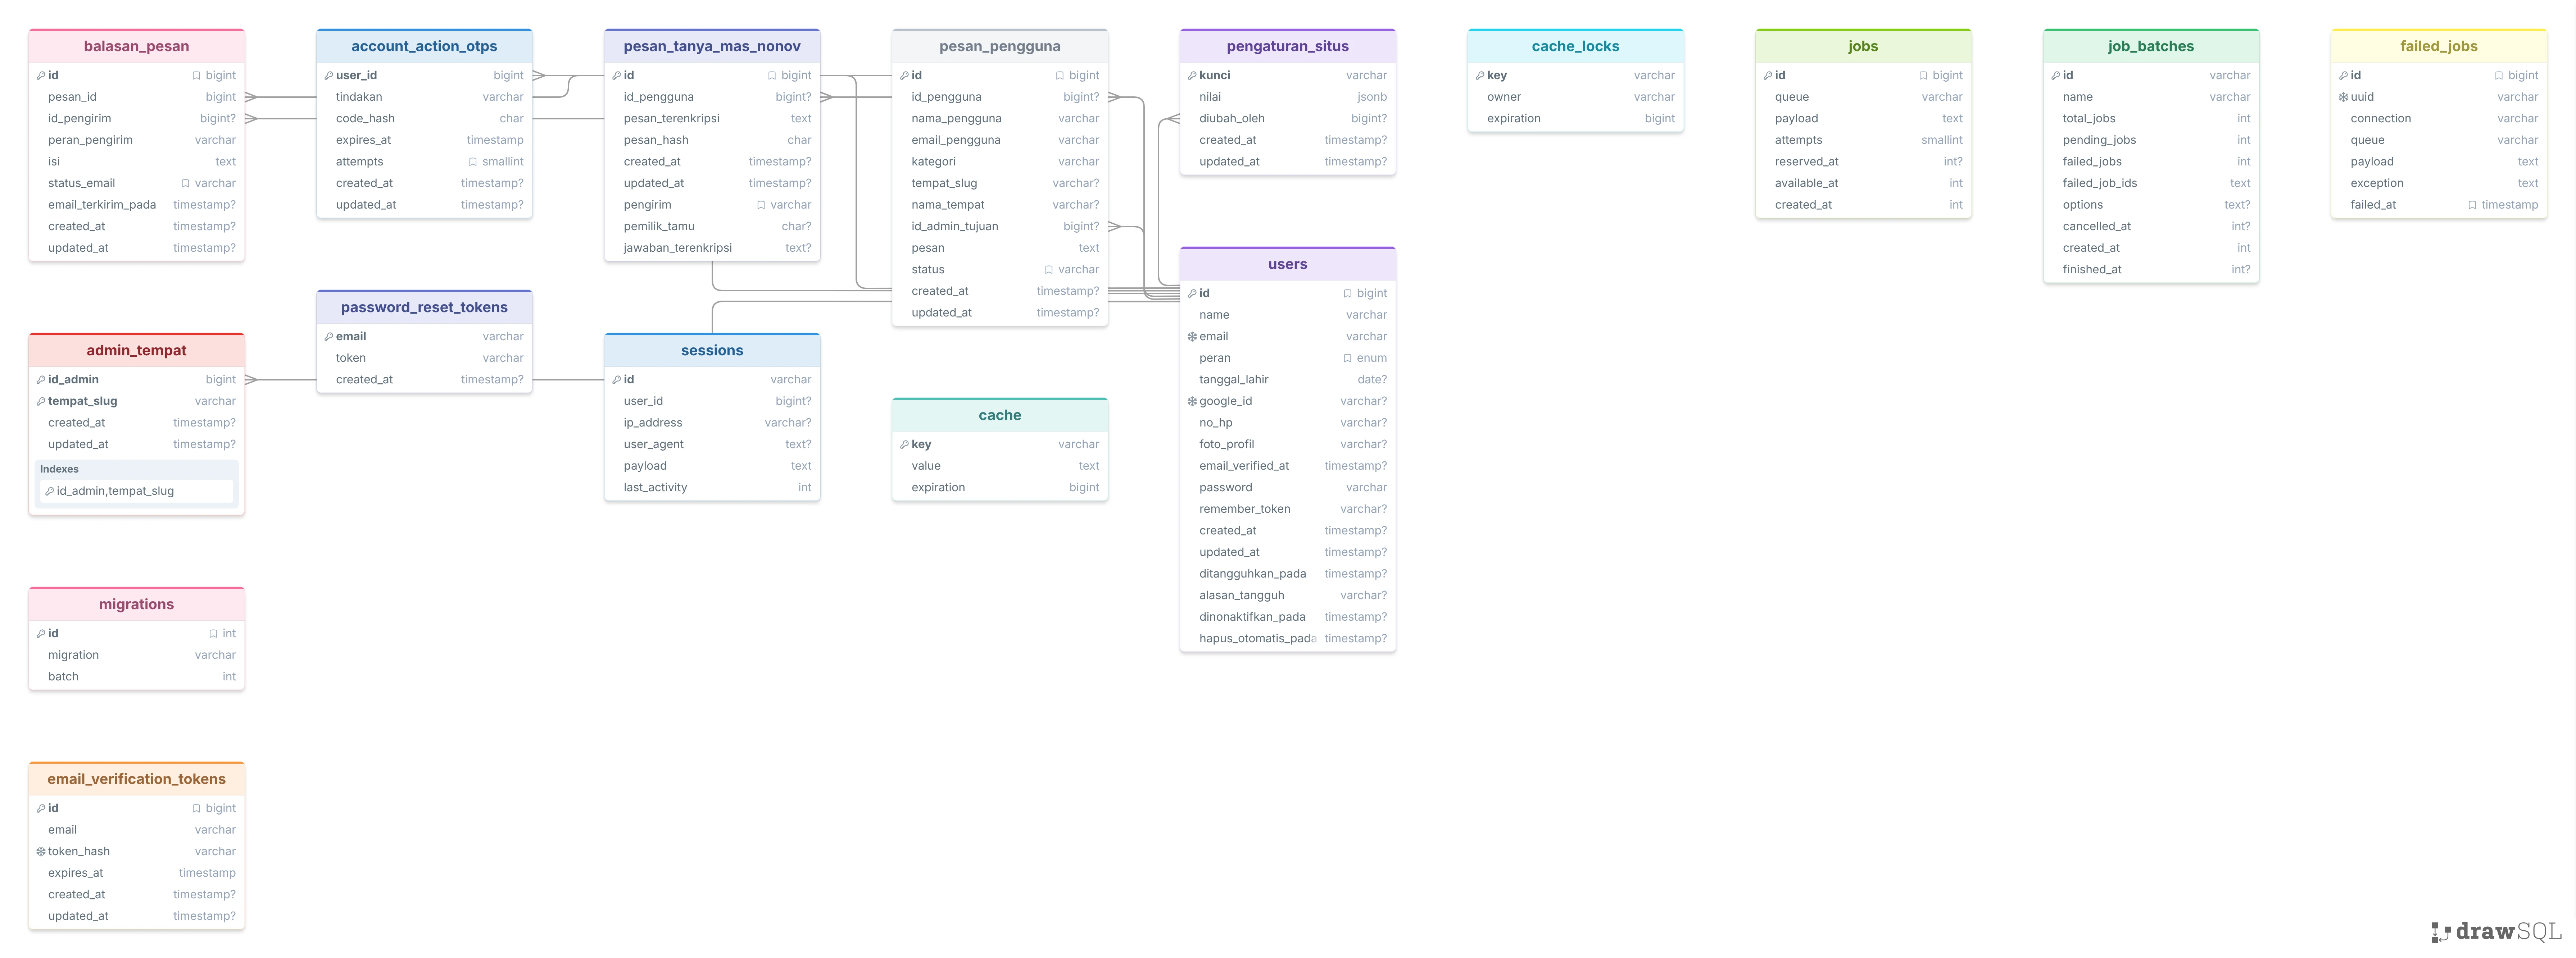 balasan_pesan
id bigint
pesan_id bigint
id_pengirim bigint?
peran_pengirim varchar
isi text
status_email varchar
email_terkirim_pada timestamp?
created_at timestamp?
updated_at timestamp?
account_action_otps
user_id bigint
tindakan varchar
code_hash char
expires_at timestamp
attempts smallint
created_at timestamp?
updated_at timestamp?
pesan_tanya_mas_nonov
id bigint
id_pengguna bigint?
pesan_terenkripsi text
pesan_hash char
created_at timestamp?
updated_at timestamp?
pengirim varchar
pemilik_tamu char?
jawaban_terenkripsi text?
pesan_pengguna
id bigint
id_pengguna bigint?
nama_pengguna varchar
email_pengguna varchar
kategori varchar
tempat_slug varchar?
nama_tempat varchar?
id_admin_tujuan bigint?
pesan text
status varchar
created_at timestamp?
updated_at timestamp?
pengaturan_situs
kunci varchar
nilai jsonb
diubah_oleh bigint?
created_at timestamp?
updated_at timestamp?
cache_locks
key varchar
owner varchar
expiration bigint
jobs
id bigint
queue varchar
payload text
attempts smallint
reserved_at int?
available_at int
created_at int
job_batches
id varchar
name varchar
total_jobs int
pending_jobs int
failed_jobs int
failed_job_ids text
options text?
cancelled_at int?
created_at int
finished_at int?
failed_jobs
id bigint
uuid varchar
connection varchar
queue varchar
payload text
exception text
failed_at timestamp
users
id bigint
name varchar
email varchar
peran enum
tanggal_lahir date?
google_id varchar?
no_hp varchar?
foto_profil varchar?
email_verified_at timestamp?
password varchar
remember_token varchar?
created_at timestamp?
updated_at timestamp?
ditangguhkan_pada timestamp?
alasan_tangguh varchar?
dinonaktifkan_pada timestamp?
hapus_otomatis_pada timestamp?
password_reset_tokens
email varchar
token varchar
created_at timestamp?
admin_tempat
id_admin bigint
tempat_slug varchar
created_at timestamp?
updated_at timestamp?
Indexes
id_admin,tempat_slug
sessions
id varchar
user_id bigint?
ip_address varchar?
user_agent text?
payload text
last_activity int
cache
key varchar
value text
expiration bigint
migrations
id int
migration varchar
batch int
email_verification_tokens
id bigint
email varchar
token_hash varchar
expires_at timestamp
created_at timestamp?
updated_at timestamp?
drawSQL